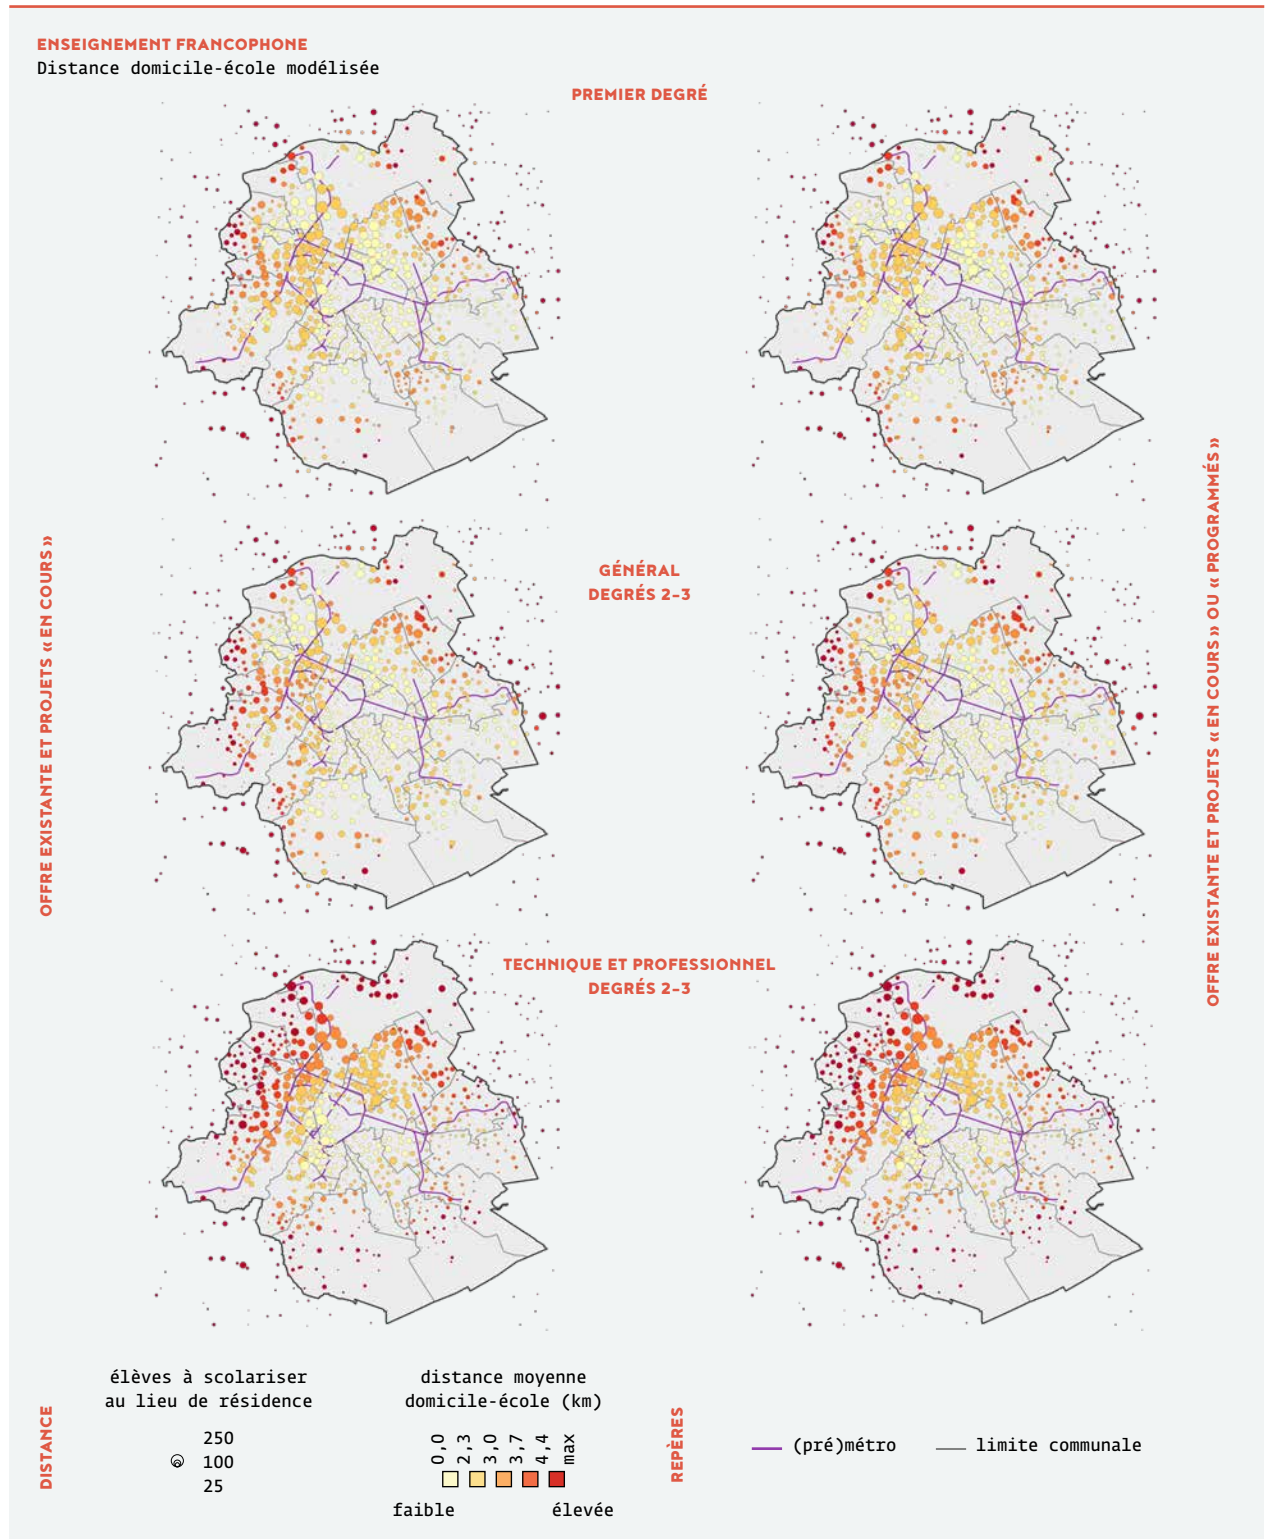 ENSEIGNEMENT FRANCOPHONE
Distance domicile-école modélisée
PREMIER DEGRÉ
OFFRE EXISTANTE ET PROJETS « EN COURS »
GÉNÉRAL
DEGRÉS 2-3
OFFRE EXISTANTE ET PROJETS « EN COURS » OU « PROGRAMMÉS »
TECHNIQUE ET PROFESSIONNEL
DEGRÉS 2-3
DISTANCE
élèves à scolariser
au lieu de résidence
250
100
25
distance moyenne
domicile-école (km)
0,0
2,3
3,0
3,7
4,4
max
faible
élevée
REPÈRES
(pré)métro
limite communale